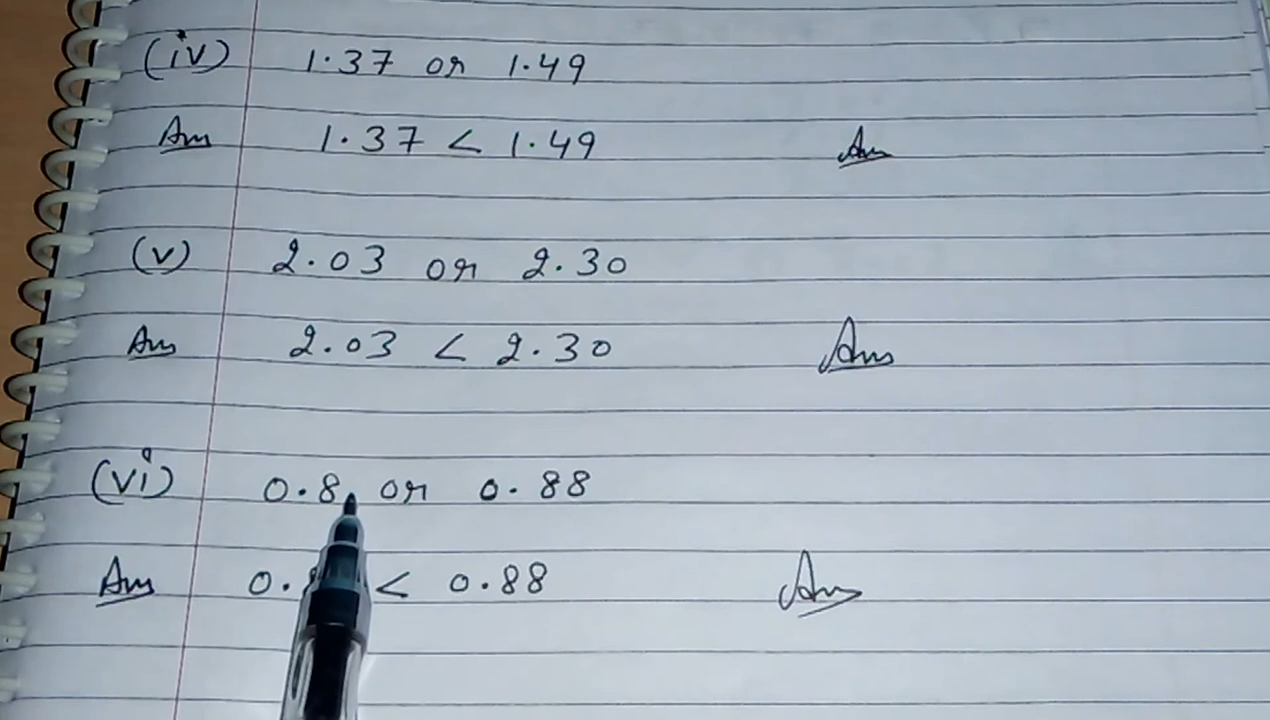 (iv) 1.37 or 1.49
Ans 1.37 < 1.49 Ans
(v) 2.03 or 2.30
Ans 2.03 < 2.30 Ans
(vi) 0.8 or 0.88
Ans 0. < 0.88 Ans